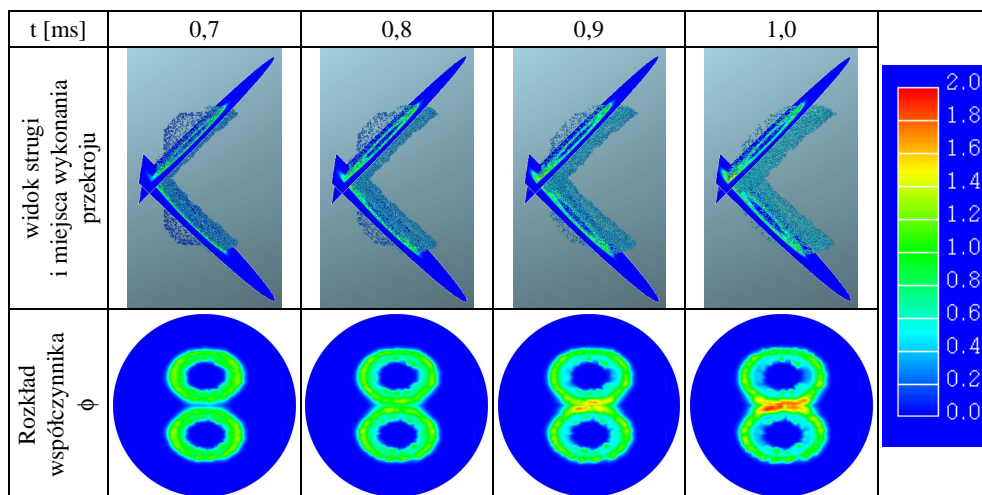 t [ms] 0,7 0,8 0,9 1,0
widok strugi
i miejsca wykonania
przekroju
Rozkład
współczynnika
ϕ
2.0
1.8
1.6
1.4
1.2
1.0
0.8
0.6
0.4
0.2
0.0